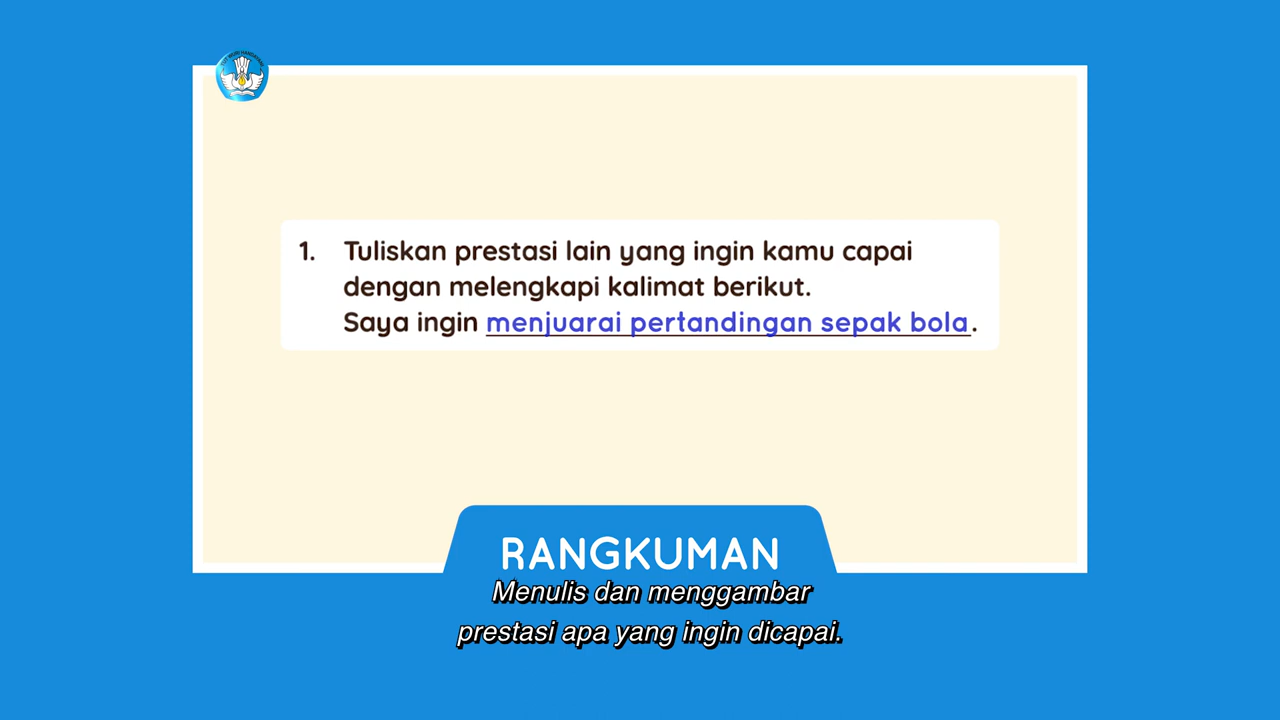 1. Tuliskan prestasi lain yang ingin kamu capai
dengan melengkapi kalimat berikut.
Saya ingin menjuarai pertandingan sepak bola.
RANGKUMAN
Menulis dan menggambar
prestasi apa yang ingin dicapai.